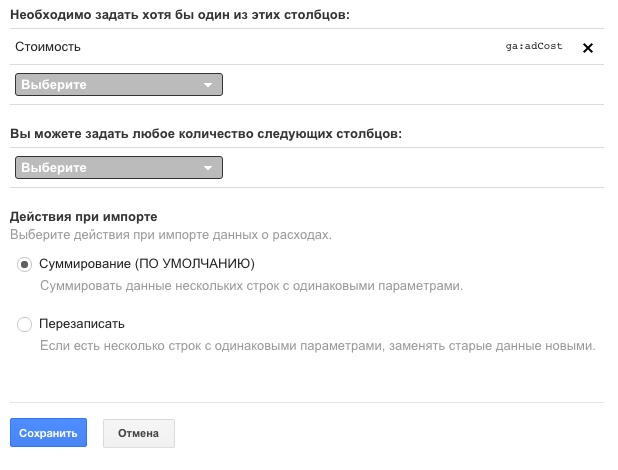 Необходимо задать хотя бы один из этих столбцов:
Стоимость ga:adCost
Выберите
Вы можете задать любое количество следующих столбцов:
Выберите
Действия при импорте
Выберите действия при импорте данных о расходах.
Суммирование (ПО УМОЛЧАНИЮ)
Суммировать данные нескольких строк с одинаковыми параметрами.
Перезаписать
Если есть несколько строк с одинаковыми параметрами, заменять старые данные новыми.
Сохранить Отмена